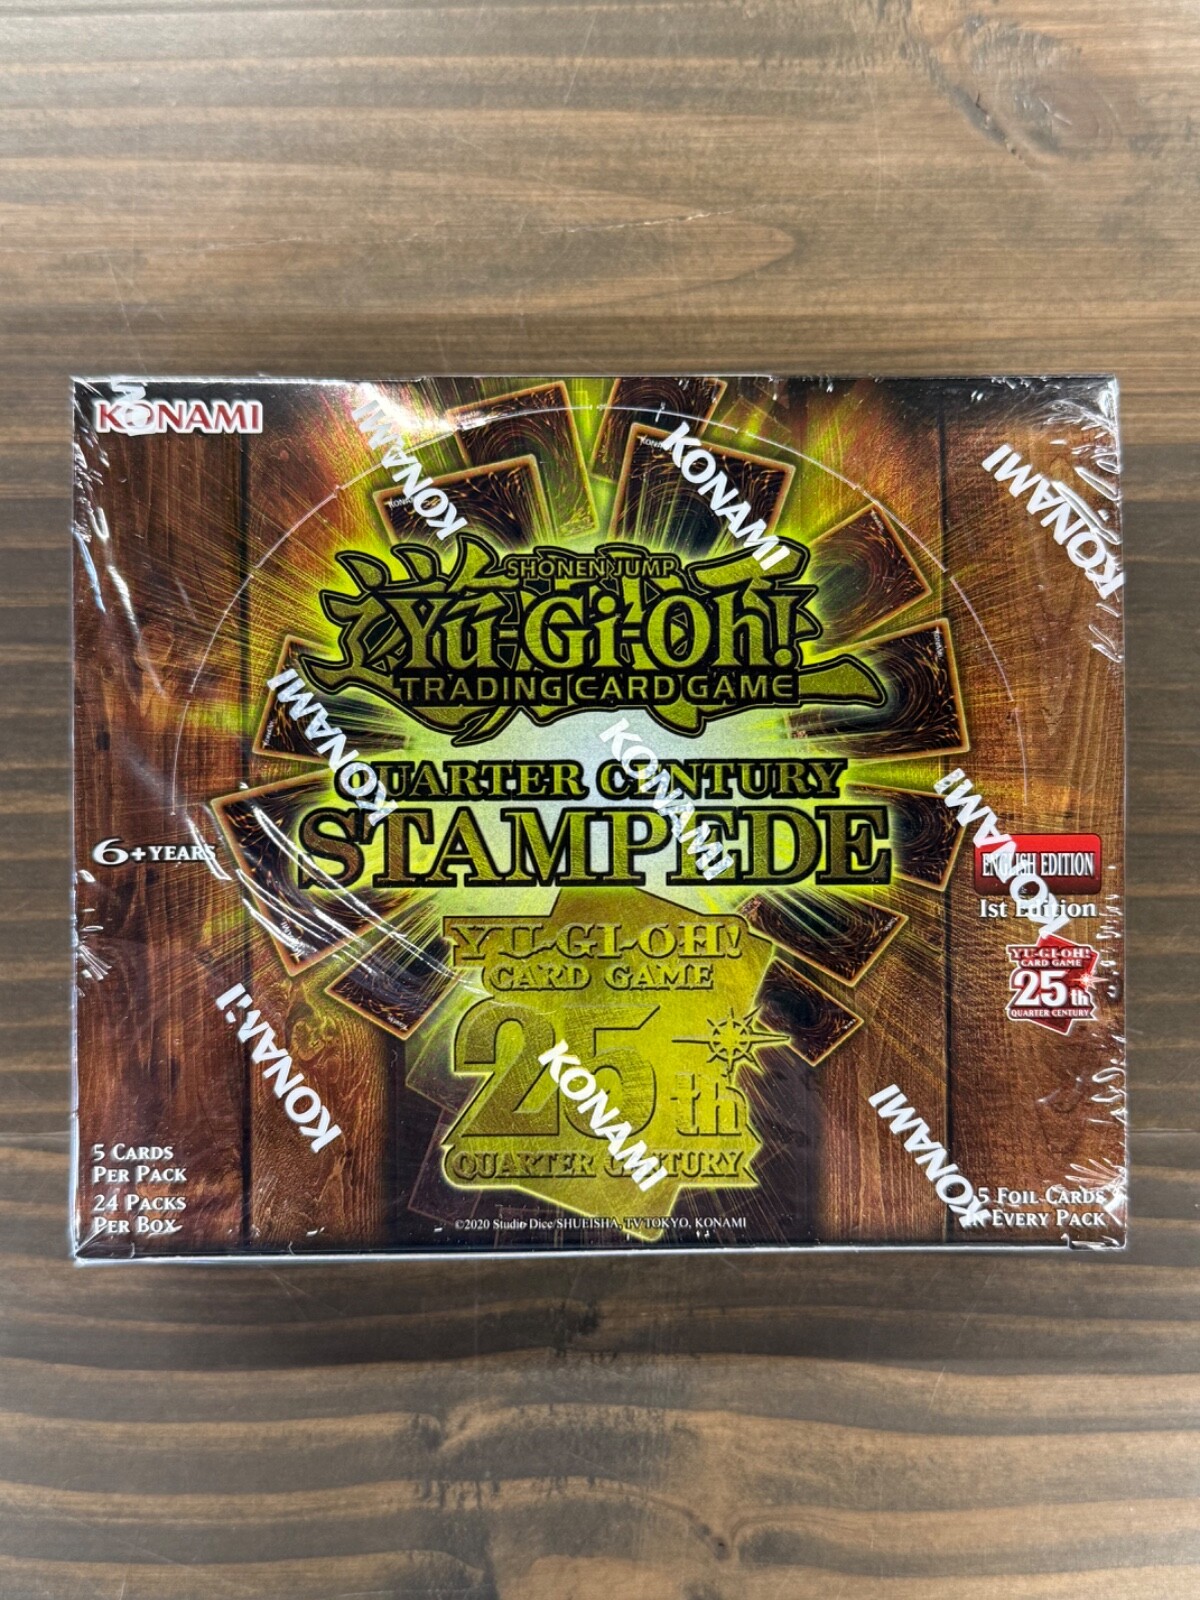 KONAMI
SHONEN JUMP
Yu-Gi-Oh!
TRADING CARD GAME
QUARTER CENTURY
STAMPEDE
6+YEARS
ENGLISH EDITION
1st Edition
YU-GI-OH!
CARD GAME
25th
QUARTER CENTURY
YU-GI-OH!
CARD GAME
25th
QUARTER CENTURY
5 CARDS
PER PACK
24 PACKS
PER BOX
5 FOIL CARDS
IN EVERY PACK
©2020 Studio Dice/SHUEISHA, TV TOKYO, KONAMI
KONAMI
KONAMI
KONAMI
KONAMI
KONAMI
KONAMI
KONAMI
KONAMI
KONAMI